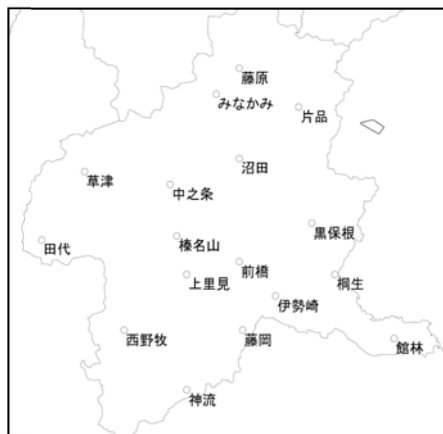 藤原
みなかみ
片品
沼田
草津
中之条
黒保根
榛名山
田代
前橋
上里見
桐生
伊勢崎
西野牧
藤岡
館林
神流